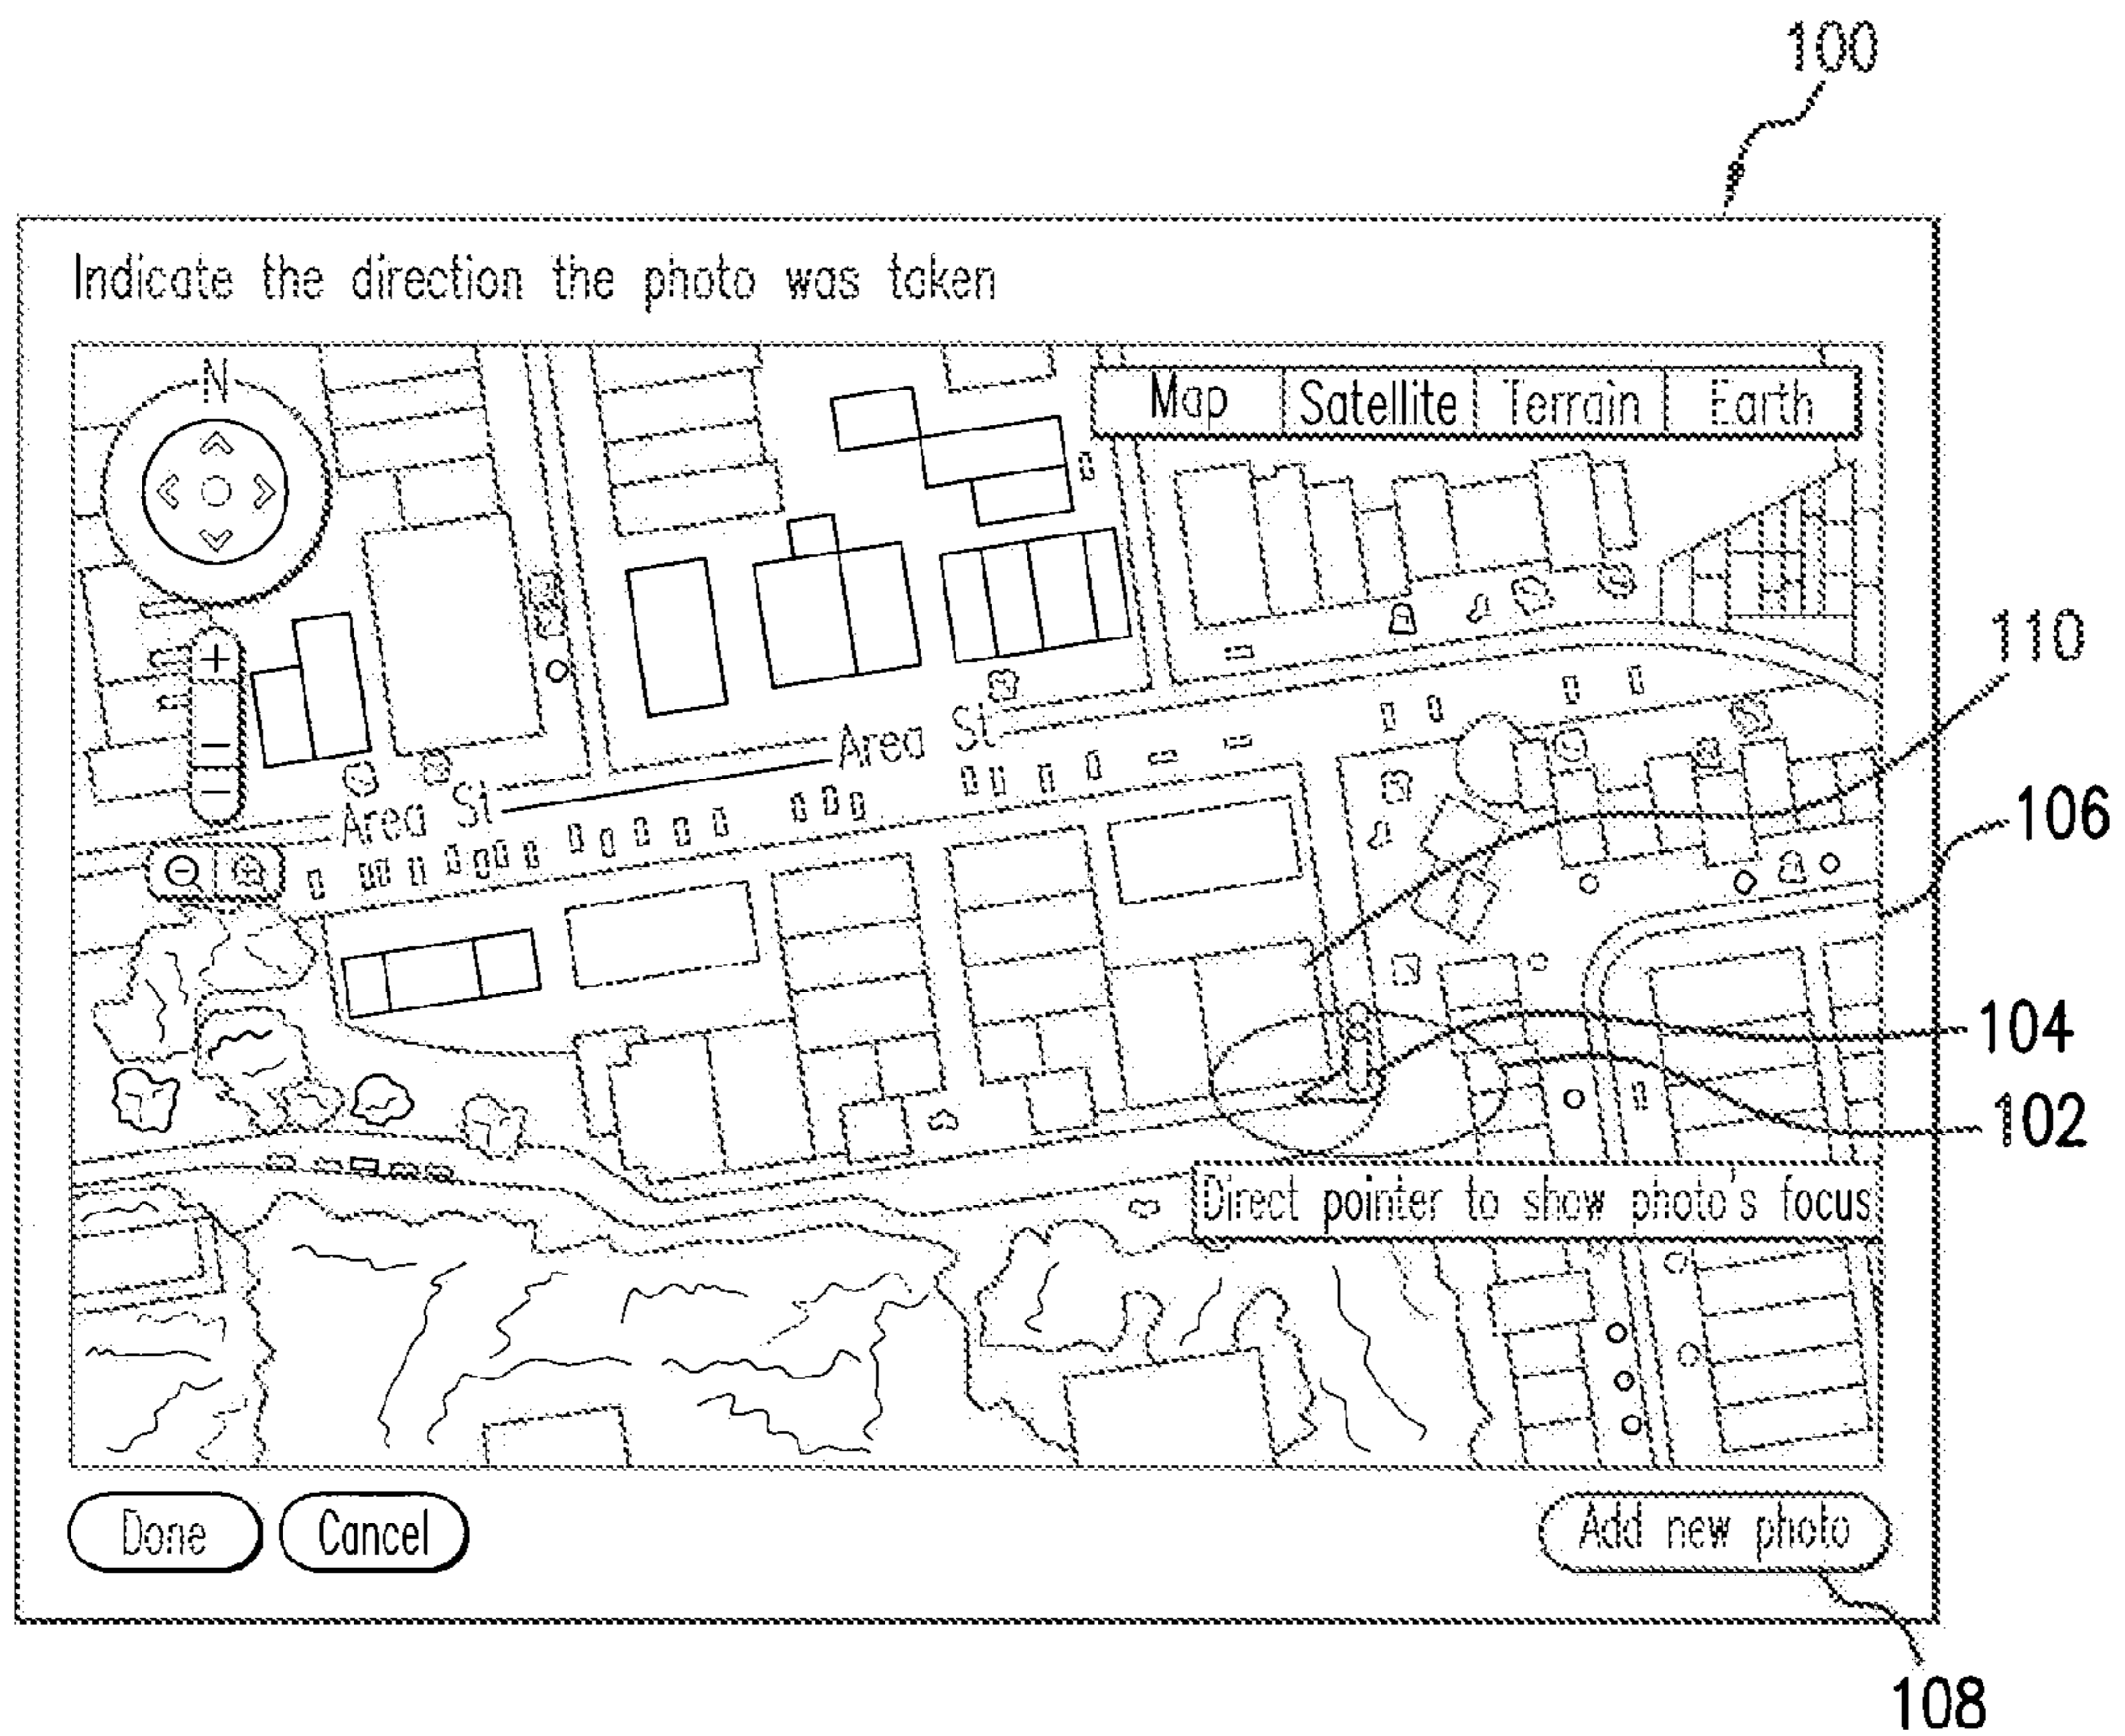 100
Indicate the direction the photo was taken
N
Map Satellite Terrain Earth
+
110
Area St
106
Area St
104
102
Direct pointer to show photo's focus
Done Cancel Add new photo
108